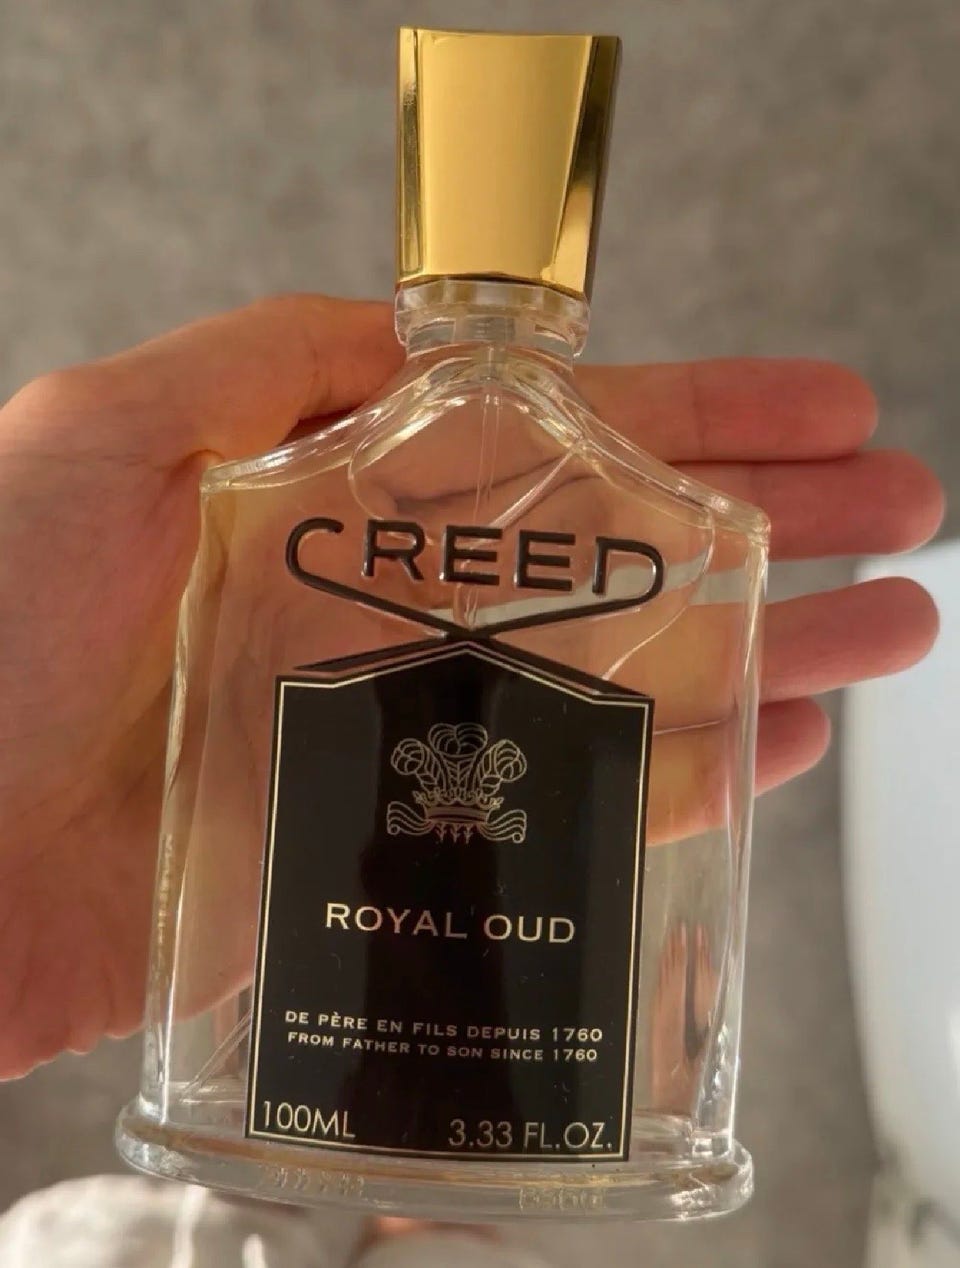 CREED
ROYAL OUD
DE PÈRE EN FILS DEPUIS 1760
FROM FATHER TO SON SINCE 1760
100ML 3.33 FL.OZ.